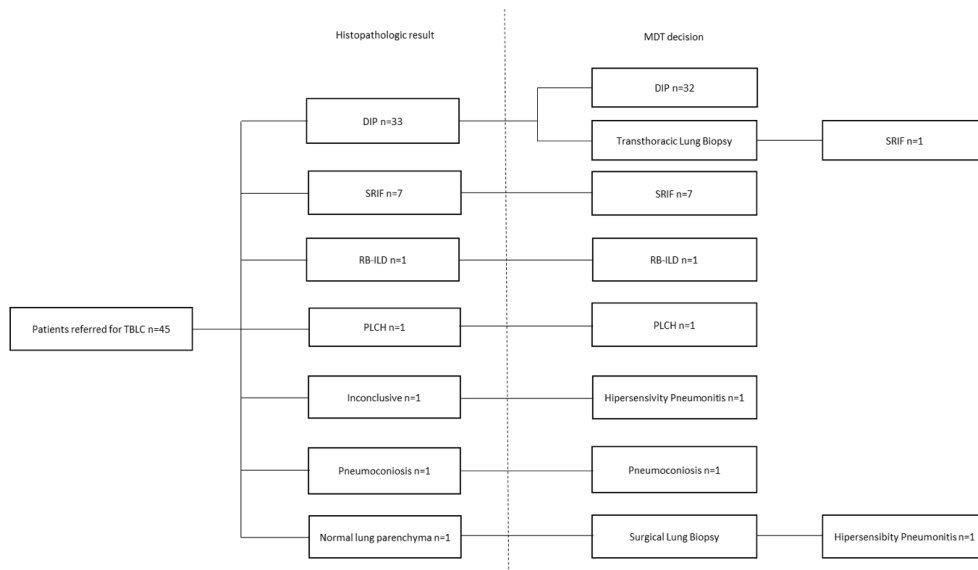 Histopathologic result
MDT decision
DIP n=32
DIP n=33
Transthoracic Lung Biopsy
SRIF n=1
SRIF n=7
SRIF n=7
RB-ILD n=1
RB-ILD n=1
Patients referred for TBLC n=45
PLCH n=1
PLCH n=1
Inconclusive n=1
Hipersensivity Pneumonitis n=1
Pneumoconiosis n=1
Pneumoconiosis n=1
Normal lung parenchyma n=1
Surgical Lung Biopsy
Hipersensibity Pneumonitis n=1